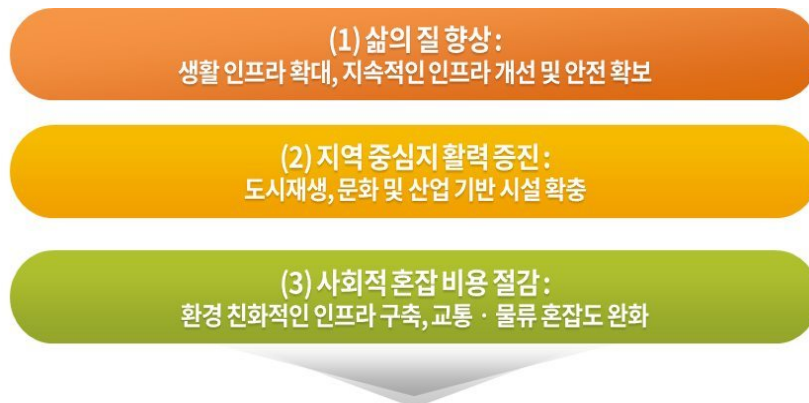 (1) 삶의 질 향상 :
생활 인프라 확대, 지속적인 인프라 개선 및 안전 확보
(2) 지역 중심지 활력 증진 :
도시재생, 문화 및 산업 기반 시설 확충
(3) 사회적 혼잡 비용 절감 :
환경 친화적인 인프라 구축, 교통 · 물류 혼잡도 완화